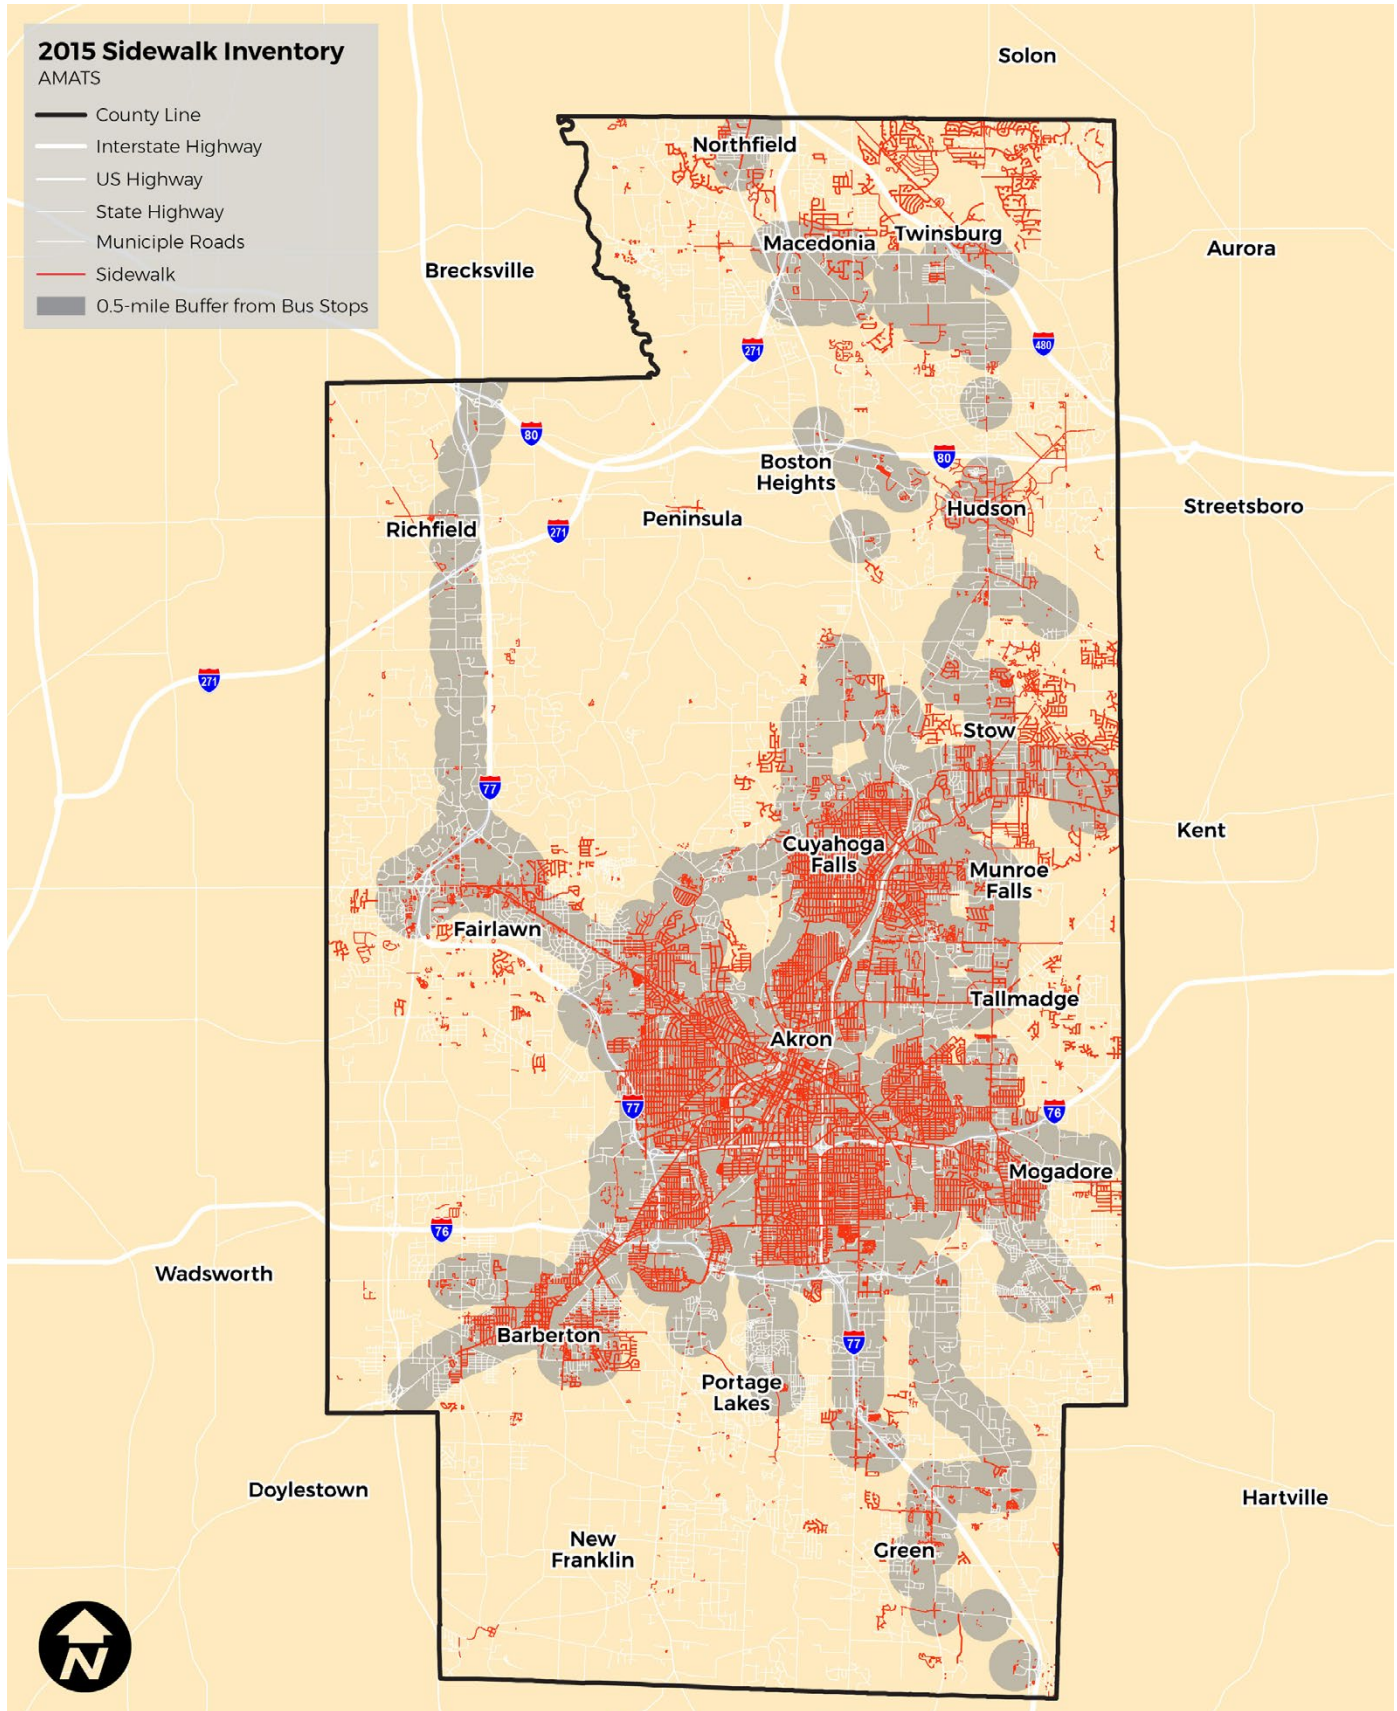 2015 Sidewalk Inventory
AMATS
County Line
Interstate Highway
US Highway
State Highway
Municiple Roads
Sidewalk
0.5-mile Buffer from Bus Stops
Solon
Northfield
Macedonia
Twinsburg
Aurora
Brecksville
271
480
80
80
Boston
Heights
Hudson
Streetsboro
Richfield
271
Peninsula
271
Stow
77
Cuyahoga
Falls
Kent
Munroe
Falls
Fairlawn
Tallmadge
Akron
77
76
Mogadore
76
Wadsworth
Barberton
77
Portage
Lakes
Doylestown
Hartville
New
Franklin
Green
N